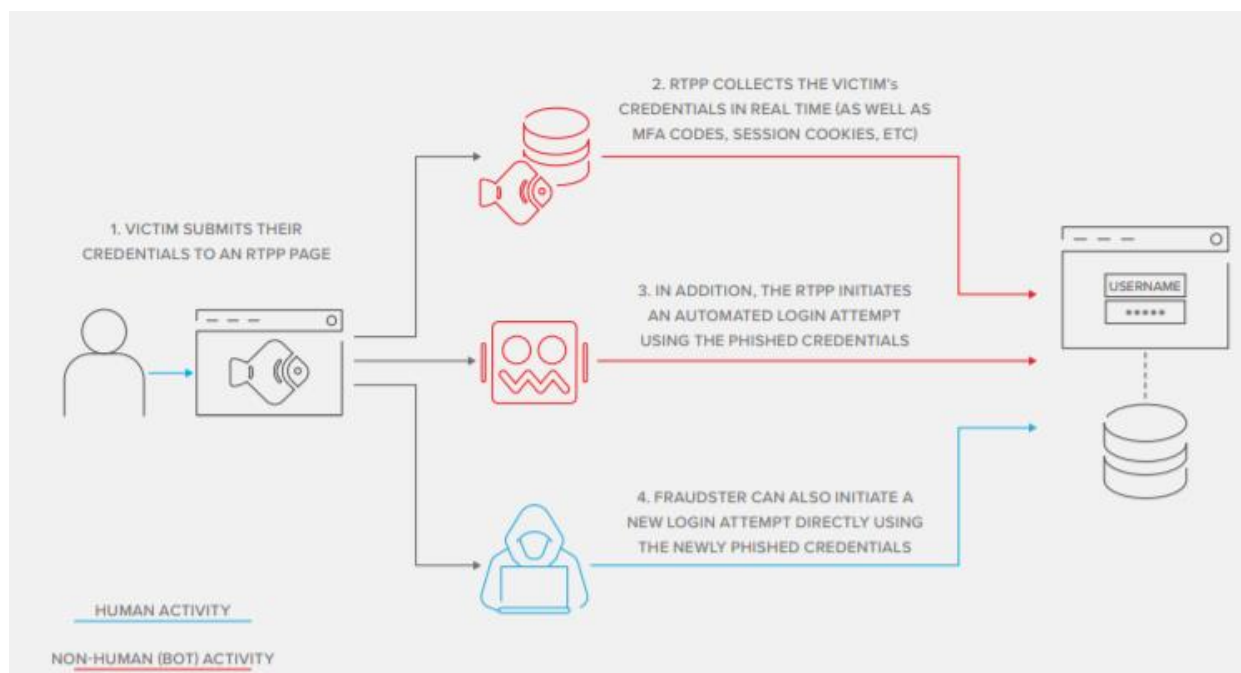 2. RTPP COLLECTS THE VICTIM's
CREDENTIALS IN REAL TIME (AS WELL AS
MFA CODES, SESSION COOKIES, ETC)
1. VICTIM SUBMITS THEIR
CREDENTIALS TO AN RTPP PAGE
3. IN ADDITION, THE RTPP INITIATES
AN AUTOMATED LOGIN ATTEMPT
USING THE PHISHED CREDENTIALS
USERNAME
*****
4. FRAUDSTER CAN ALSO INITIATE A
NEW LOGIN ATTEMPT DIRECTLY USING
THE NEWLY PHISHED CREDENTIALS
HUMAN ACTIVITY
NON-HUMAN (BOT) ACTIVITY